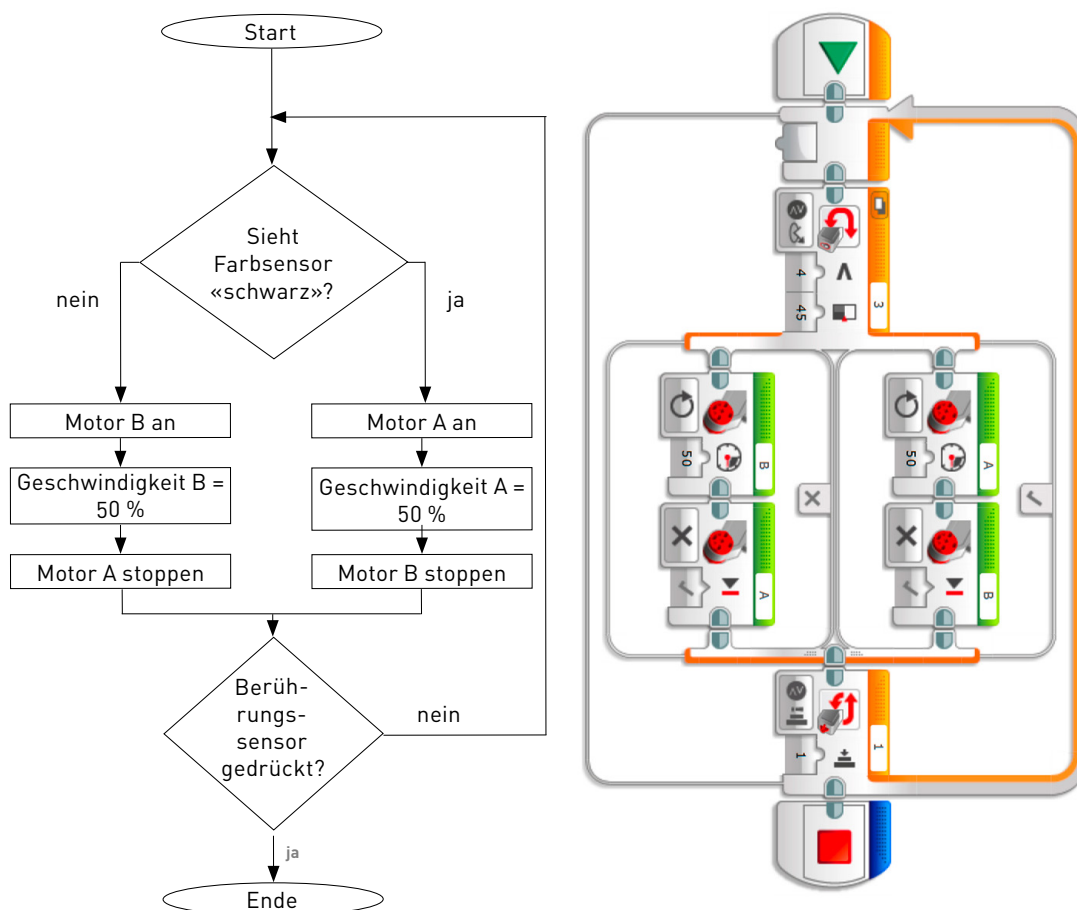 Start
Sieht
Farbsensor
«schwarz»?
nein
ja
Motor B an
Motor A an
Geschwindigkeit B =
50 %
Geschwindigkeit A =
50 %
Motor A stoppen
Motor B stoppen
Berüh-
rungs-
sensor
gedrückt?
nein
ja
Ende
4
45
3
50
B
50
A
A
B
1
1